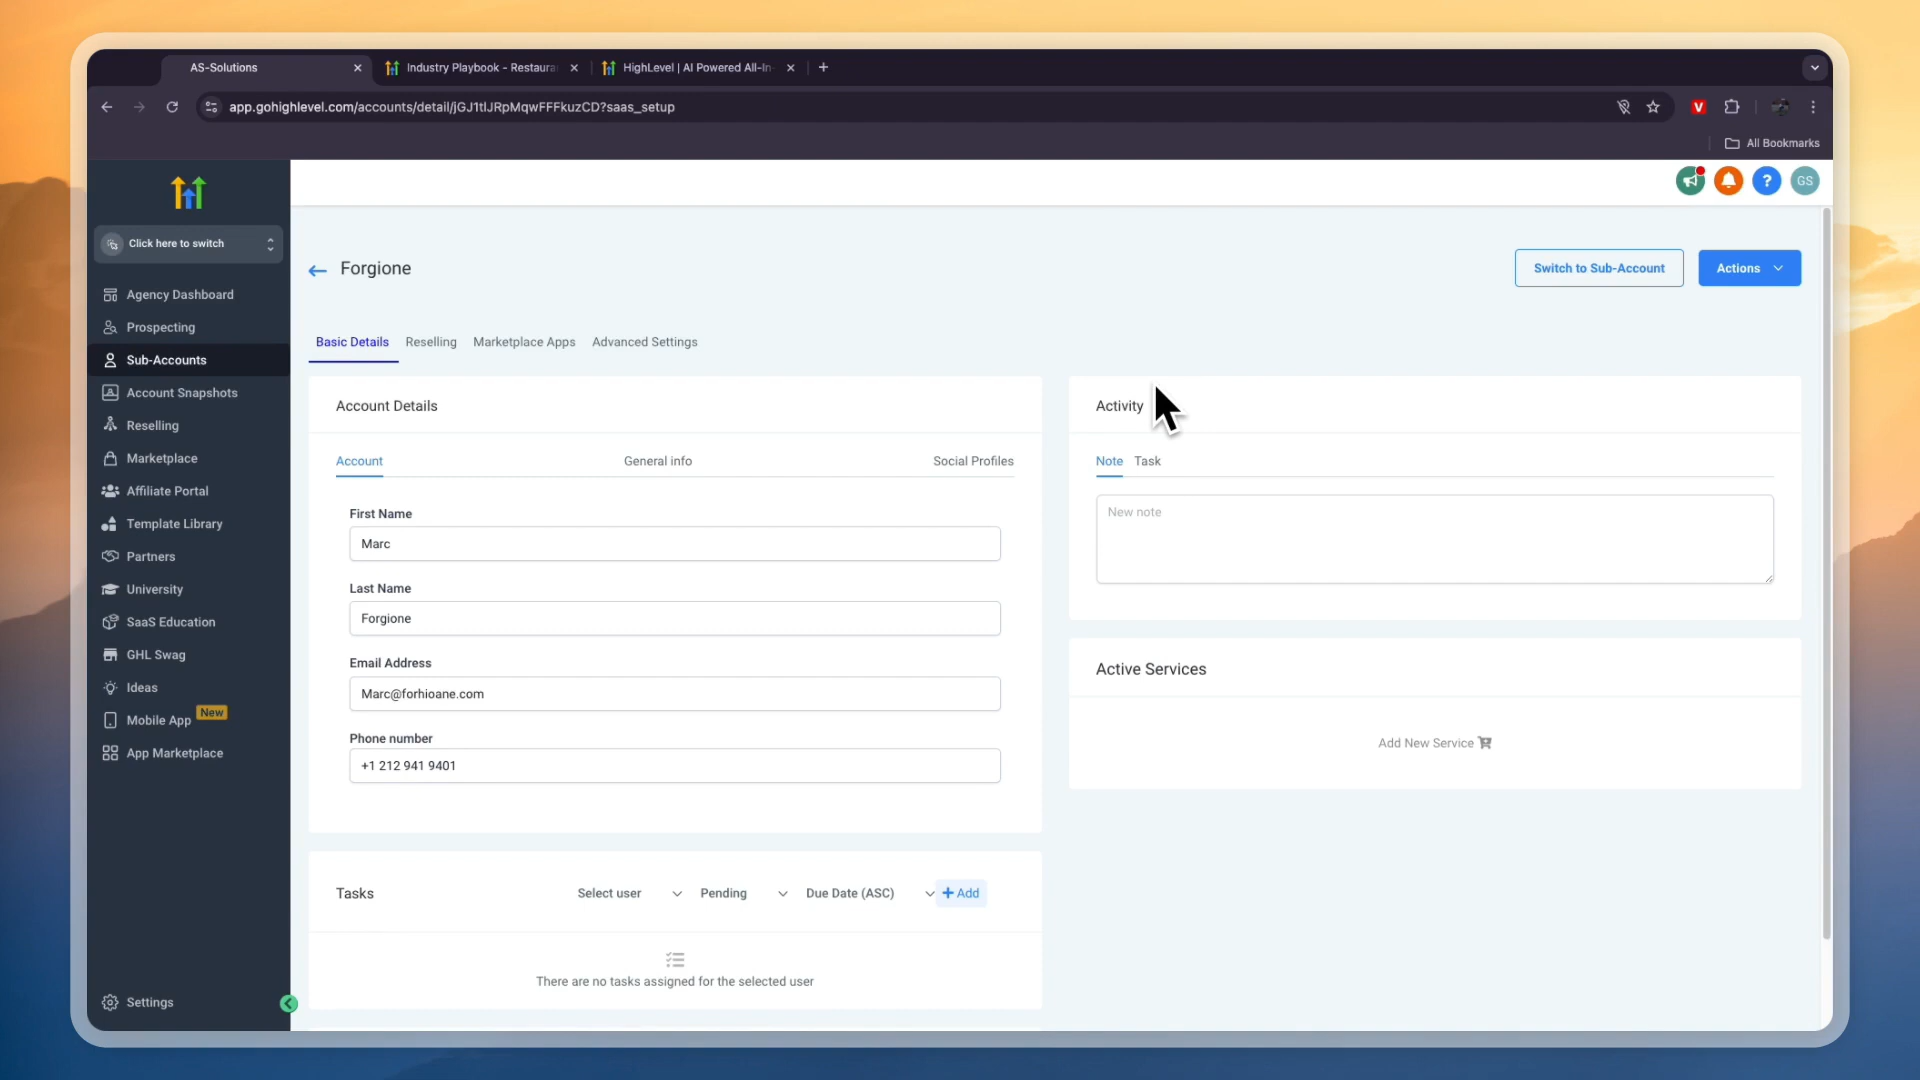 AS-Solutions
Industry Playbook - Restaura
HighLevel | AI Powered All-In-
app.gohighlevel.com/accounts/detail/jGJ1tlJRpMqwFFFkuzCD?saas_setup
V
All Bookmarks
Click here to switch
Agency Dashboard
Prospecting
Sub-Accounts
Account Snapshots
Reselling
Marketplace
Affiliate Portal
Template Library
Partners
University
SaaS Education
GHL Swag
Ideas
Mobile App New
App Marketplace
Settings
?
GS
Forgione
Switch to Sub-Account
Actions
Basic Details Reselling Marketplace Apps Advanced Settings
Account Details
Account General info Social Profiles
First Name
Marc
Last Name
Forgione
Email Address
Marc@forhioane.com
Phone number
+1 212 941 9401
Activity
Note Task
New note
Active Services
Add New Service
Tasks Select user Pending Due Date (ASC) + Add
There are no tasks assigned for the selected user